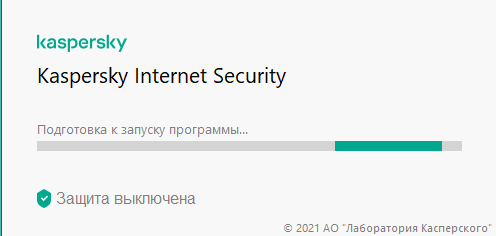 kaspersky
Kaspersky Internet Security
Подготовка к запуску программы...
Защита выключена
© 2021 АО "Лаборатория Касперского"